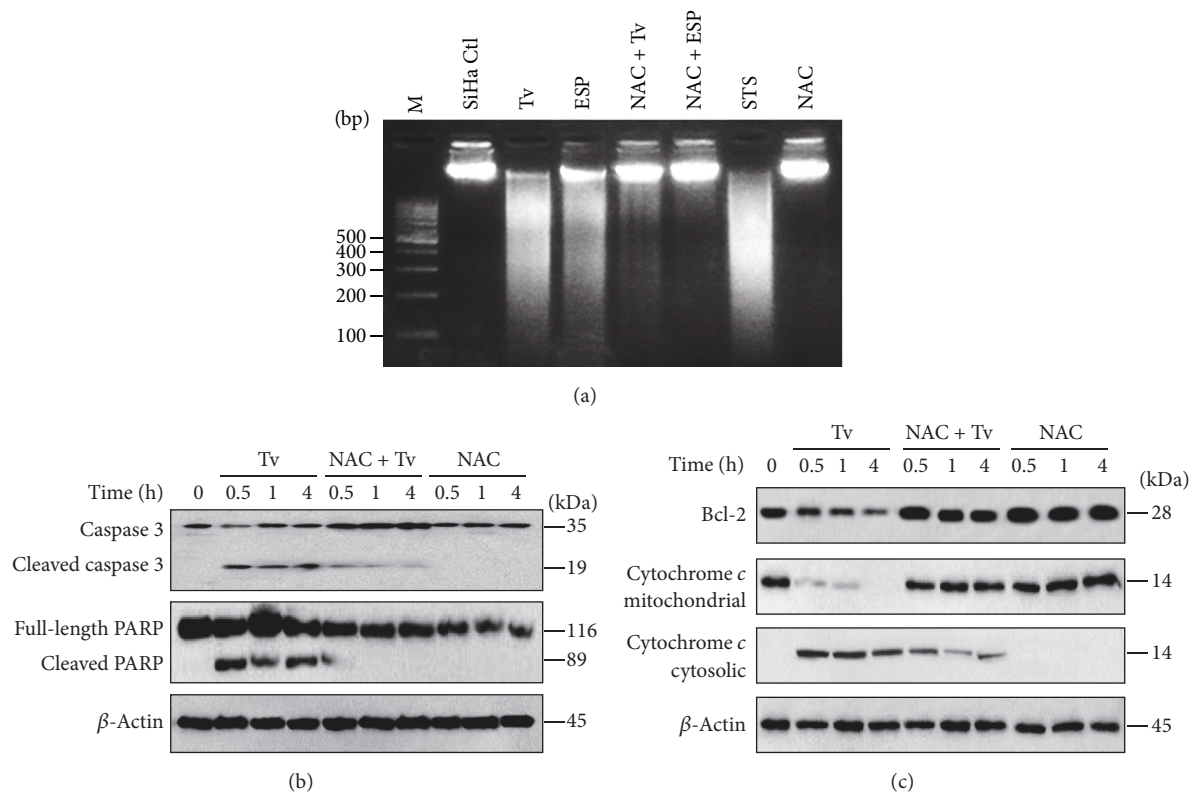 (bp)
M
SiHa Ctl
Tv
ESP
NAC + Tv
NAC + ESP
STS
NAC
500
400
300
200
100
(a)
Tv NAC + Tv NAC
Time (h) 0 0.5 1 4 0.5 1 4 0.5 1 4 (kDa)
Caspase 3 35
Cleaved caspase 3 19
Full-length PARP 116
Cleaved PARP 89
β-Actin 45
(b)
Tv NAC + Tv NAC
Time (h) 0 0.5 1 4 0.5 1 4 0.5 1 4 (kDa)
Bcl-2 28
Cytochrome c
mitochondrial
14
Cytochrome c
cytosolic
14
β-Actin 45
(c)